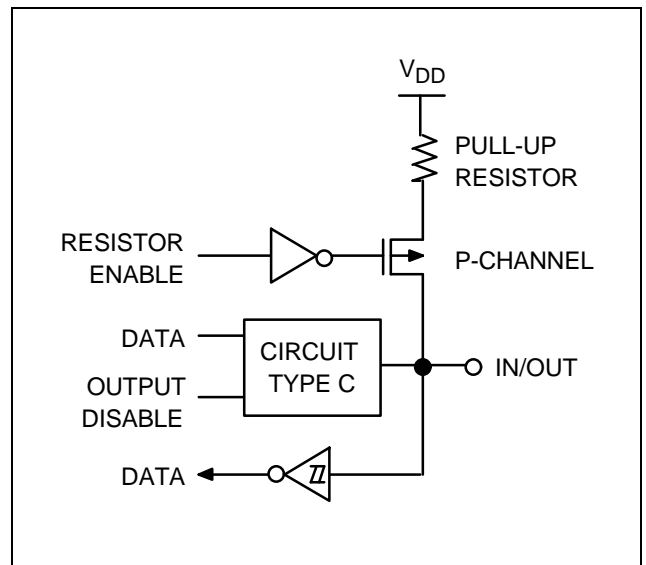 VDD
PULL-UP
RESISTOR
RESISTOR
ENABLE
P-CHANNEL
DATA
CIRCUIT
TYPE C
IN/OUT
OUTPUT
DISABLE
DATA